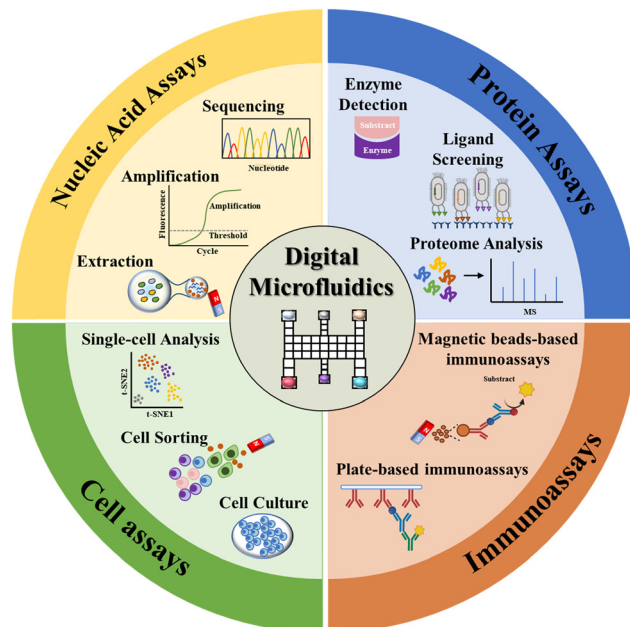 Nucleic Acid Assays
Sequencing
Nucleotide
Amplification
Fluorescence
Amplification
Threshold
Cycle
Extraction
N
Protein Assays
Enzyme
Detection
Substract
Enzyme
Ligand
Screening
Proteome Analysis
MS
Digital
Microfluidics
Cell assays
Single-cell Analysis
t-SNE2
t-SNE1
Cell Sorting
N
Cell Culture
Immunoassays
Magnetic beads-based
immunoassays
Substract
N
Plate-based immunoassays